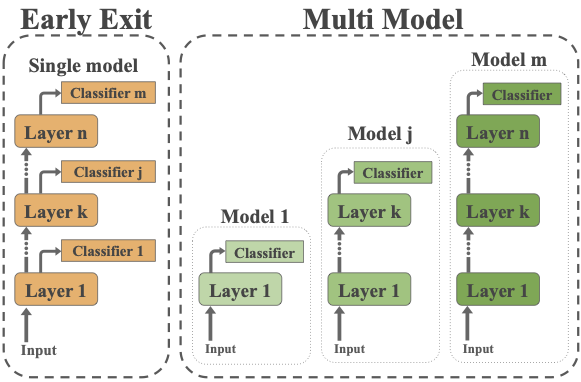 Early Exit
Single model
Classifier m
Layer n
Classifier j
Layer k
Classifier 1
Layer 1
Input
Multi Model
Model 1
Classifier
Layer 1
Input
Model j
Classifier
Layer k
Layer 1
Input
Model m
Classifier
Layer n
Layer k
Layer 1
Input